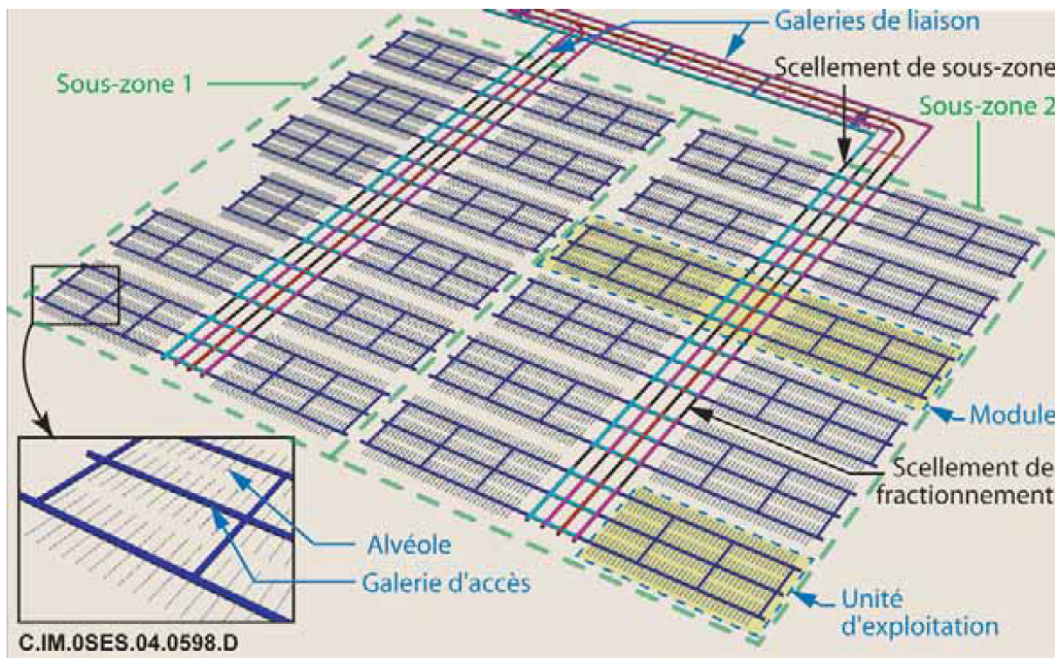 Galeries de liaison
Sous-zone 1
Scellement de sous-zone
Sous-zone 2
Module
Scellement de
fractionnement
Alvéole
Galerie d'accès
Unité
d'exploitation
C.IM.0SES.04.0598.D